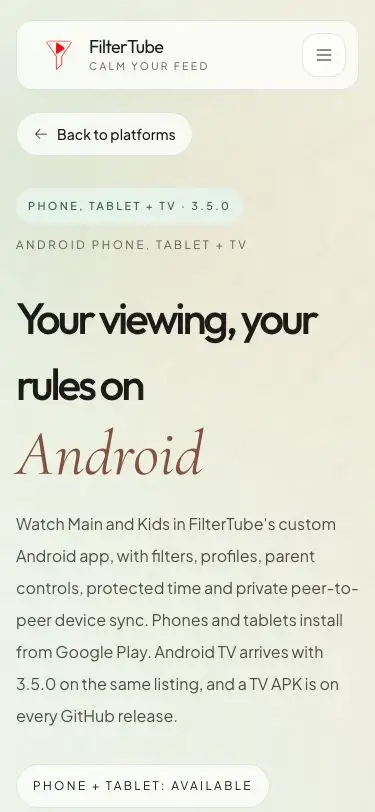 FilterTube
CALM YOUR FEED
← Back to platforms
PHONE, TABLET + TV · 3.5.0
ANDROID PHONE, TABLET + TV
Your viewing, your
rules on
Android
Watch Main and Kids in FilterTube's custom
Android app, with filters, profiles, parent
controls, protected time and private peer-to-
peer device sync. Phones and tablets install
from Google Play. Android TV arrives with
3.5.0 on the same listing, and a TV APK is on
every GitHub release.
PHONE + TABLET: AVAILABLE